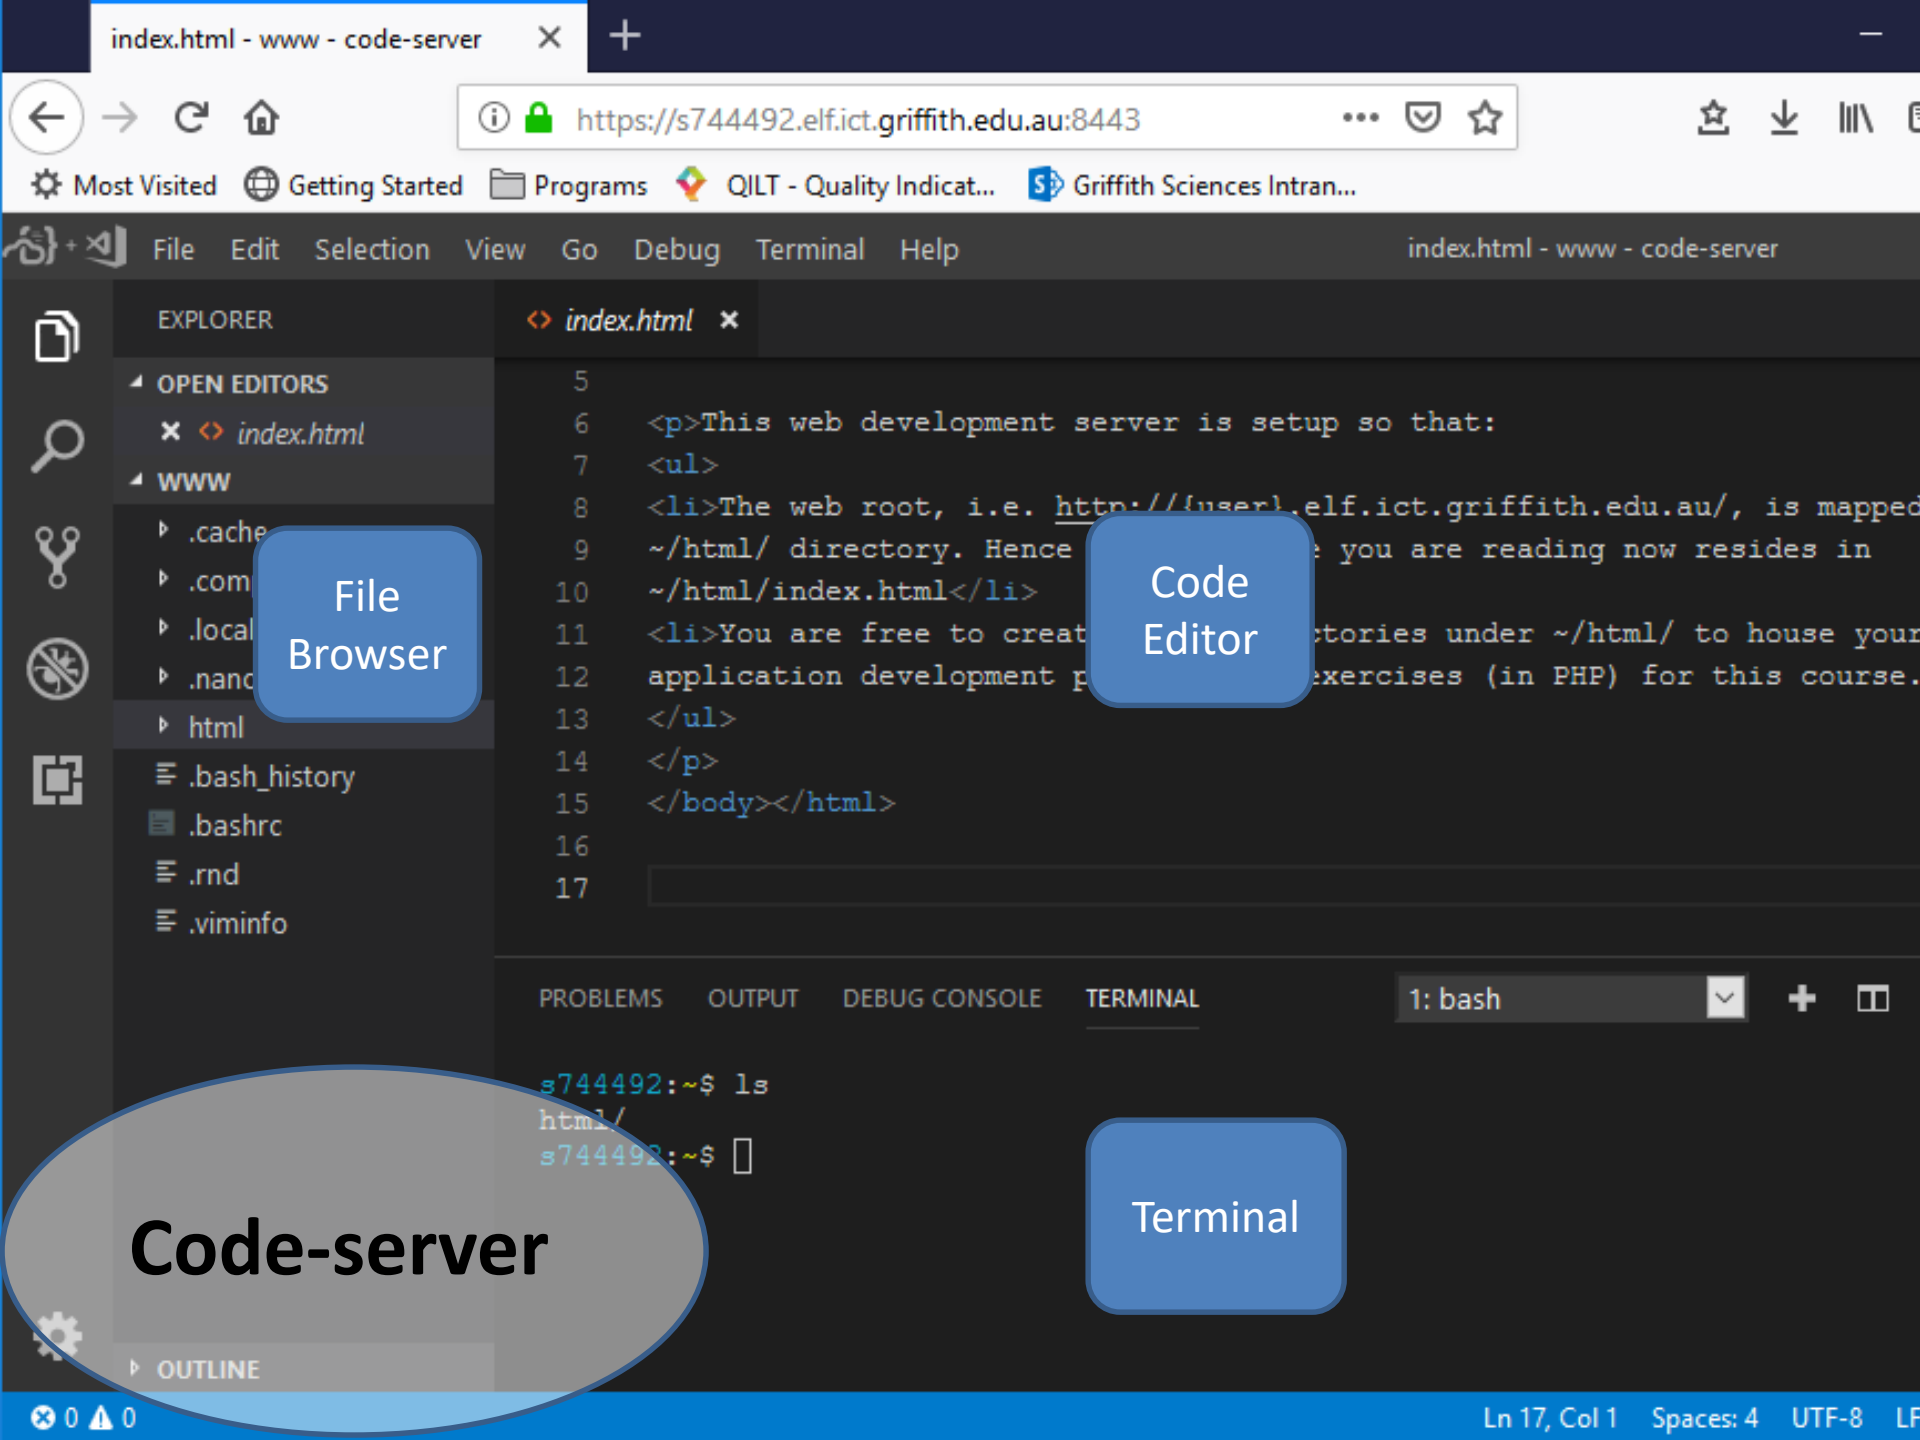 index.html - www - code-server
https://s744492.elf.ict.griffith.edu.au:8443
Most Visited Getting Started Programs QILT - Quality Indicat... Griffith Sciences Intran...
File Edit Selection View Go Debug Terminal Help index.html - www - code-server
EXPLORER
OPEN EDITORS
index.html
WWW
.cache
.local
html
.bash_history
.bashrc
.rnd
.viminfo
OUTLINE
File
Browser
index.html
5
6 <p>This web development server is setup so that:
7 <ul>
8 <li>The web root, i.e. http://{user}.elf.ict.griffith.edu.au/, is mapped
9 ~/html/ directory. Hence you are reading now resides in
10 ~/html/index.html</li>
11 <li>You are free to under ~/html/ to house your
12 application development (in PHP) for this course.
13 </ul>
14 </p>
15 </body></html>
16
17
Code
Editor
PROBLEMS OUTPUT DEBUG CONSOLE TERMINAL 1: bash
s744492:~$ ls
html/
s744492:~$
Terminal
Code-server
0 0 Ln 17, Col 1 Spaces: 4 UTF-8 LF